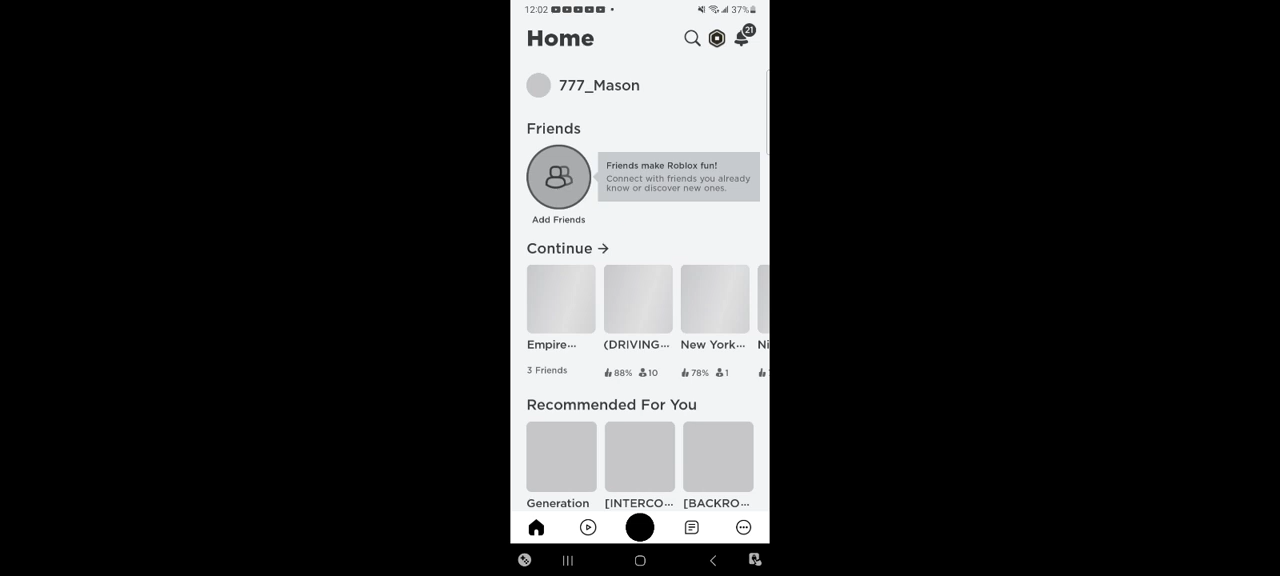 12:02
37%
Home
21
777_Mason
Friends
Friends make Roblox fun!
Connect with friends you already
know or discover new ones.
Add Friends
Continue →
Empire...
(DRIVING...
New York...
Ni
3 Friends
88% 10
78% 1
Recommended For You
Generation
[INTERCO...
[BACKRO...